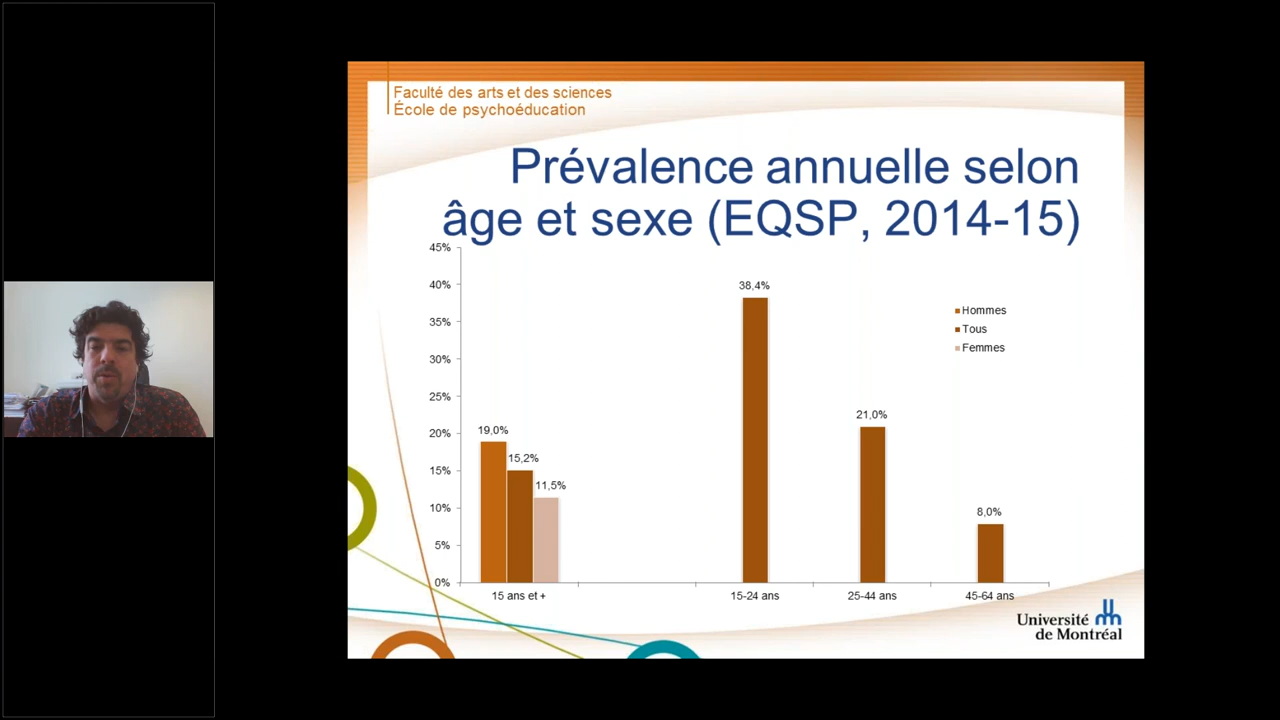 Faculté des arts et des sciences
École de psychoéducation
Prévalence annuelle selon
âge et sexe (EQSP, 2014-15)
45%
40%
35%
30%
25%
20%
15%
10%
5%
0%
19,0%
15,2%
11,5%
38,4%
21,0%
8,0%
Hommes
Tous
Femmes
15 ans et +
15-24 ans
25-44 ans
45-64 ans
Université
de Montréal